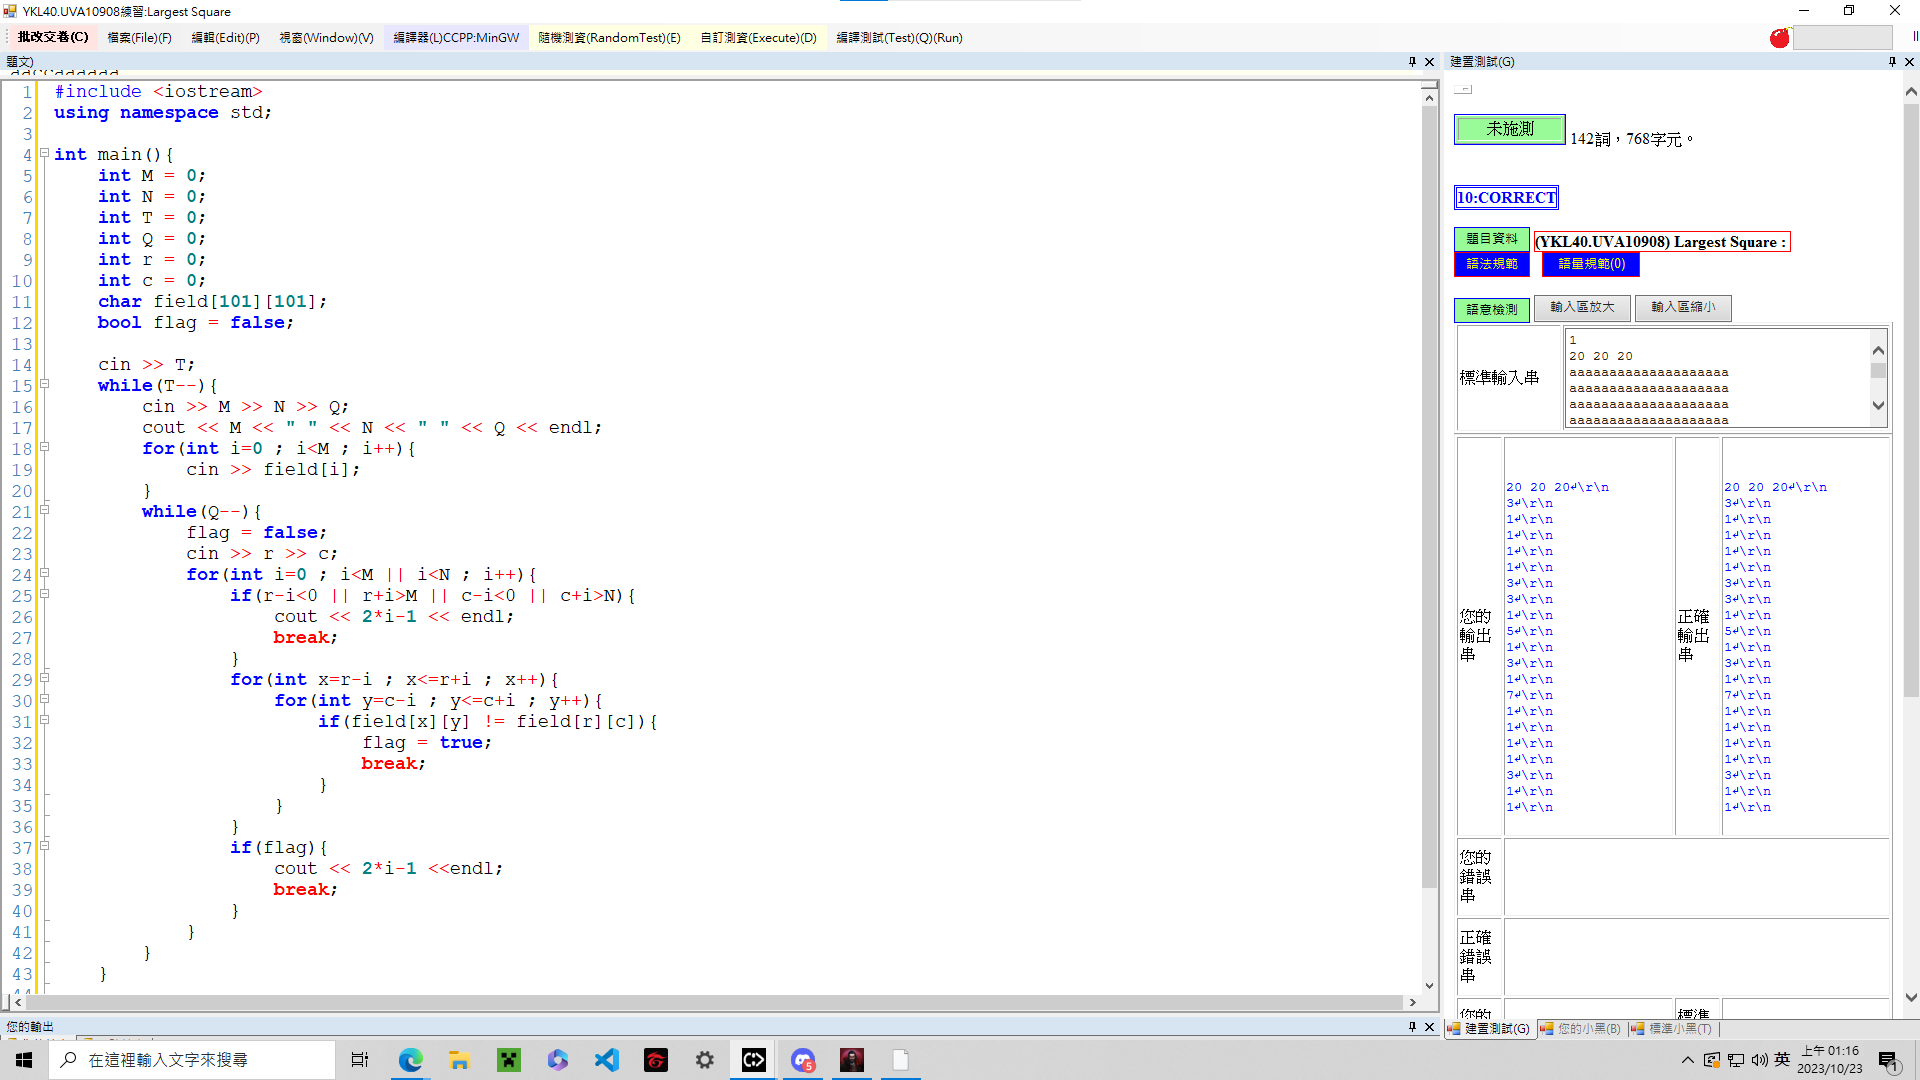 YKL40.UVA10908練習:Largest Square
批改交卷(C) 檔案(File)(F) 編輯(Edit)(P) 視窗(Window)(V) 編譯器(L)CCPP:MinGW 隨機測資(RandomTest)(E) 自訂測資(Execute)(D) 編譯測試(Test)(Q)(Run)
題文)
1 #include <iostream>
2 using namespace std;
3
4 int main(){
5 int M = 0;
6 int N = 0;
7 int T = 0;
8 int Q = 0;
9 int r = 0;
10 int c = 0;
11 char field[101][101];
12 bool flag = false;
13
14 cin >> T;
15 while(T--){
16 cin >> M >> N >> Q;
17 cout << M << " " << N << " " << Q << endl;
18 for(int i=0 ; i<M ; i++){
19 cin >> field[i];
20 }
21 while(Q--){
22 flag = false;
23 cin >> r >> c;
24 for(int i=0 ; i<M || i<N ; i++){
25 if(r-i<0 || r+i>M || c-i<0 || c+i>N){
26 cout << 2*i-1 << endl;
27 break;
28 }
29 for(int x=r-i ; x<=r+i ; x++){
30 for(int y=c-i ; y<=c+i ; y++){
31 if(field[x][y] != field[r][c]){
32 flag = true;
33 break;
34 }
35 }
36 }
37 if(flag){
38 cout << 2*i-1 <<endl;
39 break;
40 }
41 }
42 }
43 }
您的輸出
建置測試(G)
未施測 142詞，768字元。
10:CORRECT
題目資料 (YKL40.UVA10908) Largest Square :
語法規範 語量規範(0)
語意檢測 輸入區放大 輸入區縮小
標準輸入串
1
20 20 20
aaaaaaaaaaaaaaaaaaaa
aaaaaaaaaaaaaaaaaaaa
aaaaaaaaaaaaaaaaaaaa
aaaaaaaaaaaaaaaaaaaa
您的輸出串
20 20 20↵\r\n
3↵\r\n
1↵\r\n
1↵\r\n
1↵\r\n
1↵\r\n
3↵\r\n
3↵\r\n
1↵\r\n
5↵\r\n
1↵\r\n
3↵\r\n
1↵\r\n
7↵\r\n
1↵\r\n
1↵\r\n
1↵\r\n
1↵\r\n
3↵\r\n
1↵\r\n
1↵\r\n
正確輸出串
20 20 20↵\r\n
3↵\r\n
1↵\r\n
1↵\r\n
1↵\r\n
1↵\r\n
3↵\r\n
3↵\r\n
1↵\r\n
5↵\r\n
1↵\r\n
3↵\r\n
1↵\r\n
7↵\r\n
1↵\r\n
1↵\r\n
1↵\r\n
1↵\r\n
3↵\r\n
1↵\r\n
1↵\r\n
您的錯誤串
正確錯誤串
您的 標準
建置測試(G) 您的小黑(B) 標準小黑(T)
在這裡輸入文字來搜尋
5
英
上午 01:16
2023/10/23
1